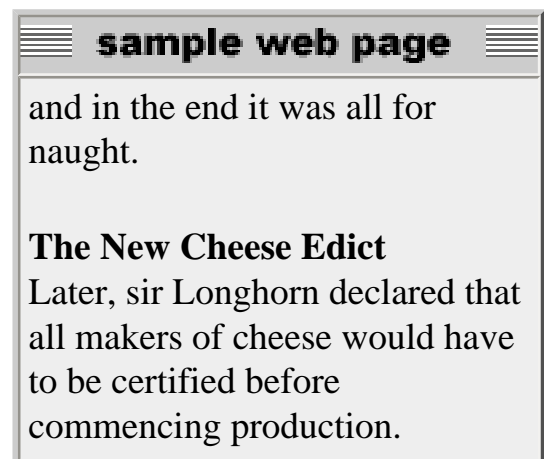 sample web page
and in the end it was all for
naught.
The New Cheese Edict
Later, sir Longhorn declared that
all makers of cheese would have
to be certified before
commencing production.